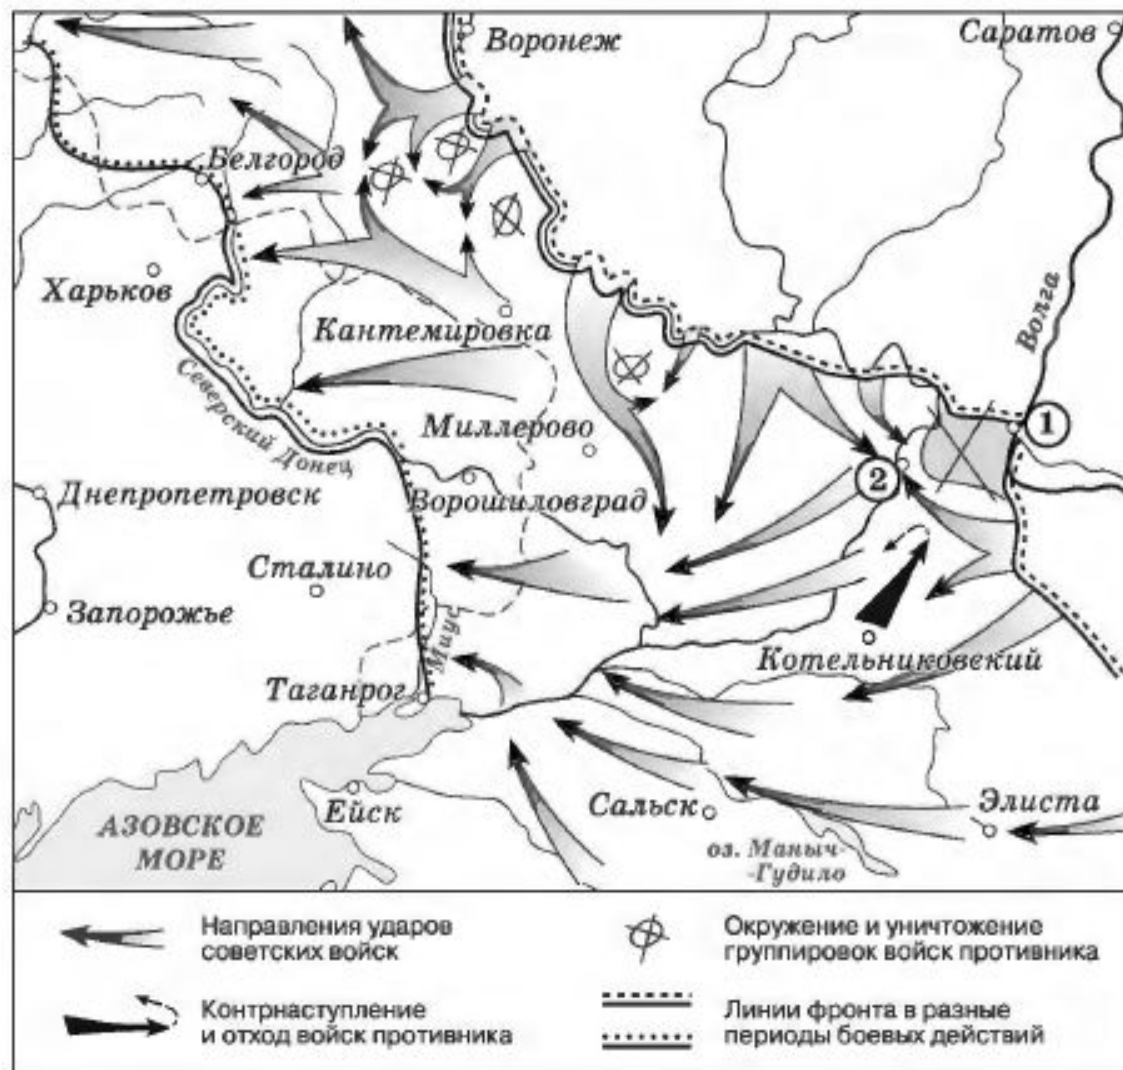 Воронеж
Саратов
Белгород
Харьков
Волга
Кантемировка
Северский Донец
Миллерово
1
2
Днепропетровск
Ворошиловград
Сталино
Запорожье
Миус
Котельниковский
Таганрог
Ейск
Сальск
Элиста
АЗОВСКОЕ
МОРЕ
оз. Маныч-
-Гудило
Направления ударов
советских войск
Окружение и уничтожение
группировок войск противника
Контрнаступление
и отход войск противника
Линии фронта в разные
периоды боевых действий